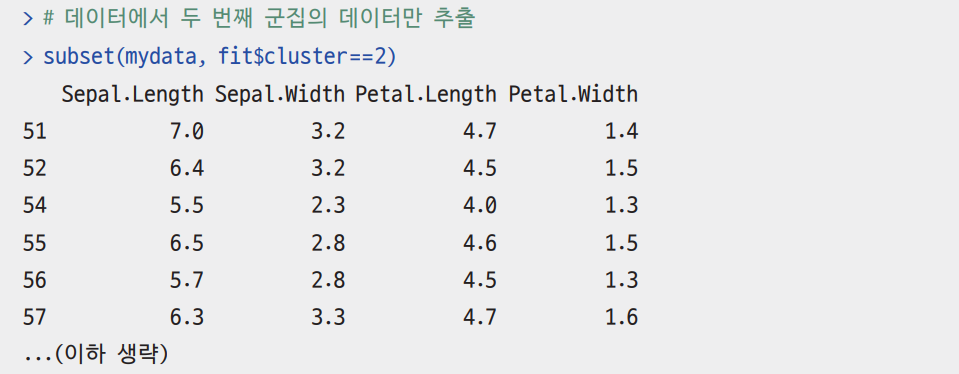 > # 데이터에서 두 번째 군집의 데이터만 추출
> subset(mydata, fit$cluster==2)
Sepal.Length Sepal.Width Petal.Length Petal.Width
51 7.0 3.2 4.7 1.4
52 6.4 3.2 4.5 1.5
54 5.5 2.3 4.0 1.3
55 6.5 2.8 4.6 1.5
56 5.7 2.8 4.5 1.3
57 6.3 3.3 4.7 1.6
...(이하 생략)